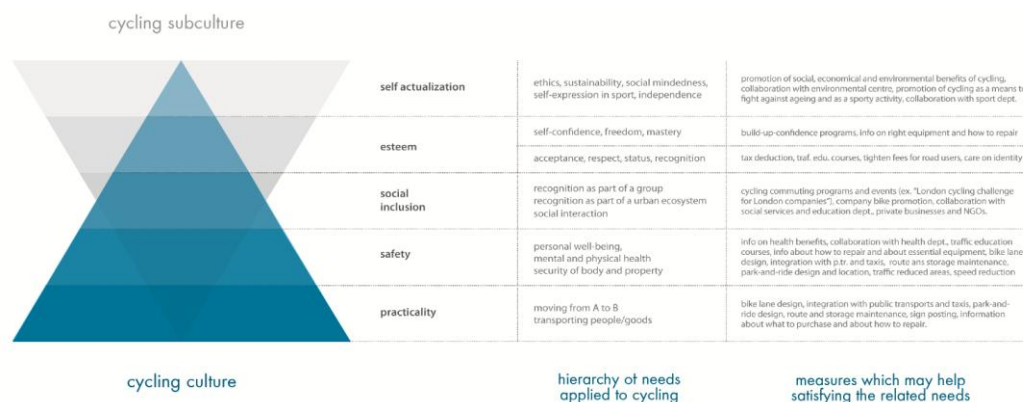 cycling subculture
self actualization
ethics, sustainability, social mindedness,
self-expression in sport, independence
promotion of social, economical and environmental benefits of cycling,
collaboration with environmental centre, promotion of cycling as a means to
fight against ageing and as a sporty activity, collaboration with sport dept.
esteem
self-confidence, freedom, mastery
build-up-confidence programs, info on right equipment and how to repair
acceptance, respect, status, recognition
tax deduction, traf. edu. courses, tighten fees for road users, care on identity
social
inclusion
recognition as part of a group
recognition as part of a urban ecosystem
social interaction
cycling commuting programs and events (ex. "London cycling challenge
for London companies"), company bike promotion, collaboration with
social services and education dept., private businesses and NGOs.
safety
personal well-being,
mental and physical health
security of body and property
info on health benefits, collaboration with health dept., traffic education
courses, info about how to repair and about essential equipment, bike lane
design, integration with p.tr. and taxis, route ans storage maintenance,
park-and-ride design and location, traffic reduced areas, speed reduction
practicality
moving from A to B
transporting people/goods
bike lane design, integration with public transports and taxis, park-and-
ride design, route and storage maintenance, sign posting, information
about what to purchase and about how to repair.
cycling culture
hierarchy of needs
applied to cycling
measures which may help
satisfying the related needs